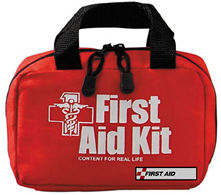 First
Aid Kit
CONTENT FOR REAL LIFE
FIRST AID